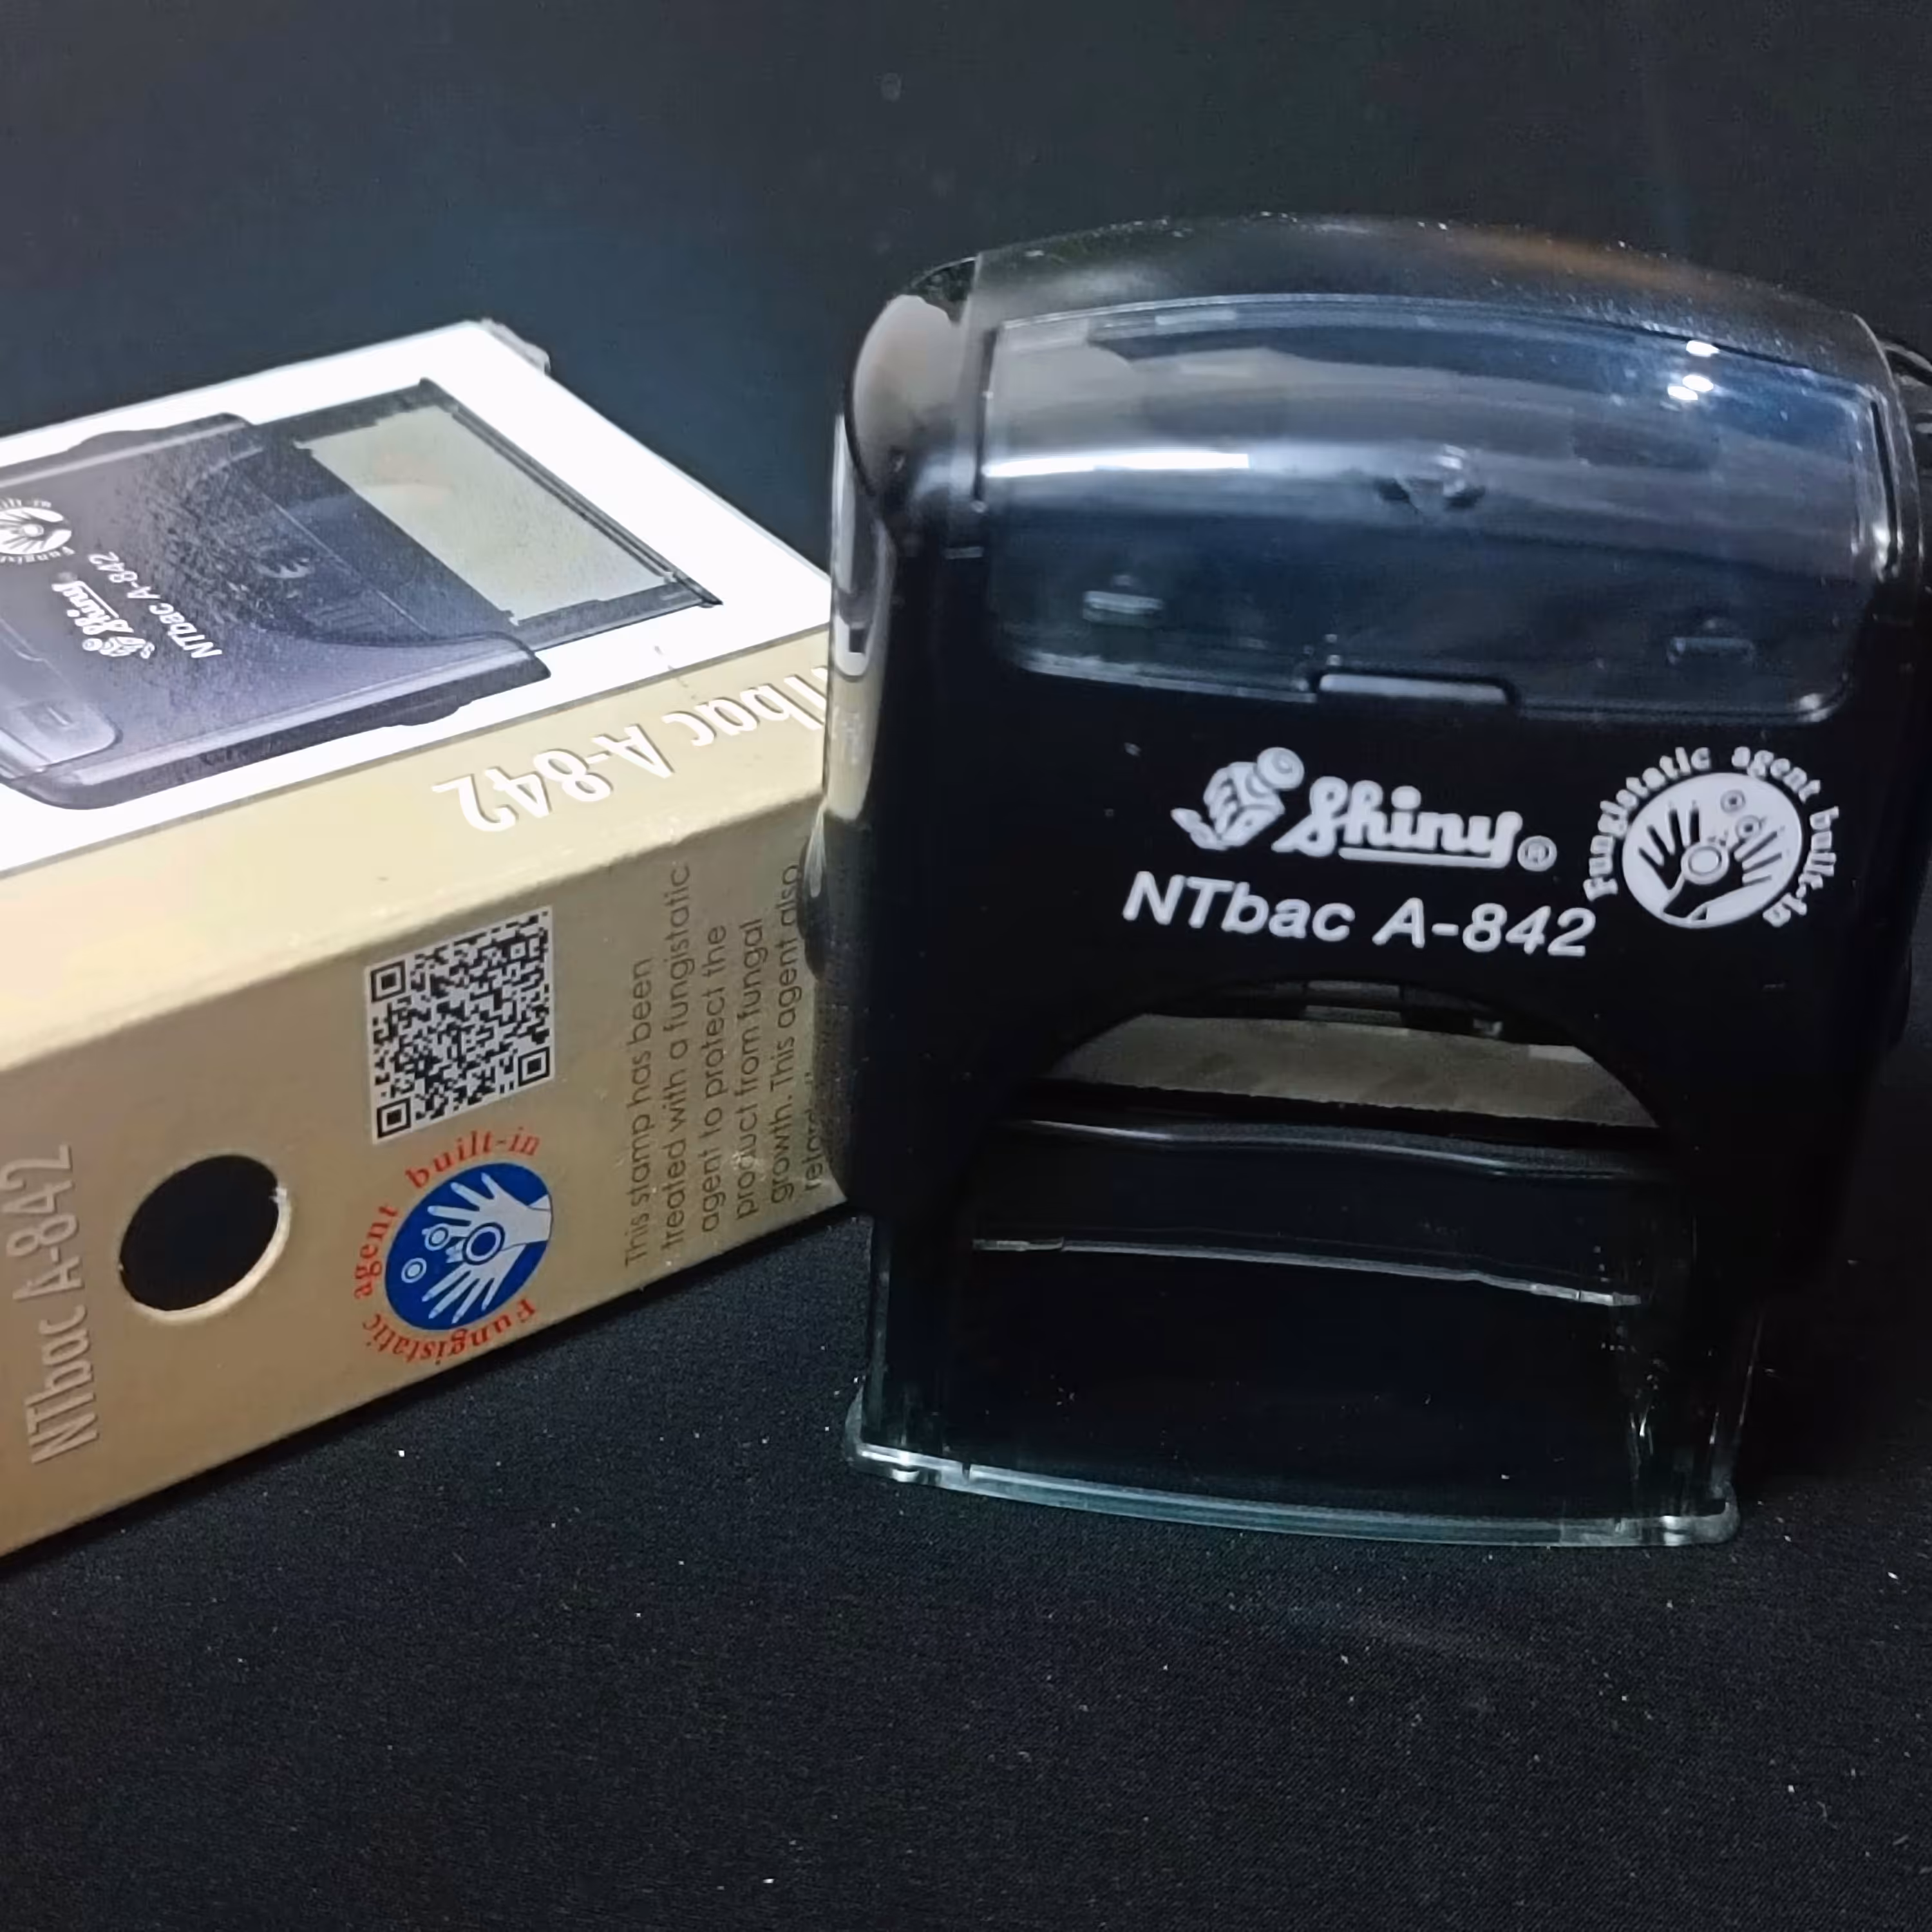 Shiny®
NTbac A-842
Fungistatic agent built-in
NTbac A-842
Shiny
NTbac A-842
NTbac A-842
Fungistatic agent built-in
This stamp has been
treated with a fungistatic
agent to protect the
product from fungal
growth. This agent also